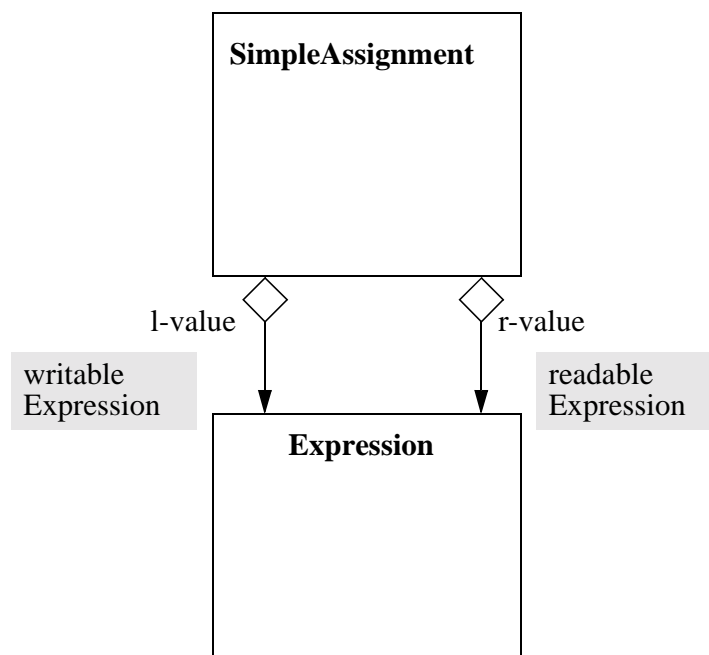 SimpleAssignment
l-value
r-value
writable
Expression
readable
Expression
Expression